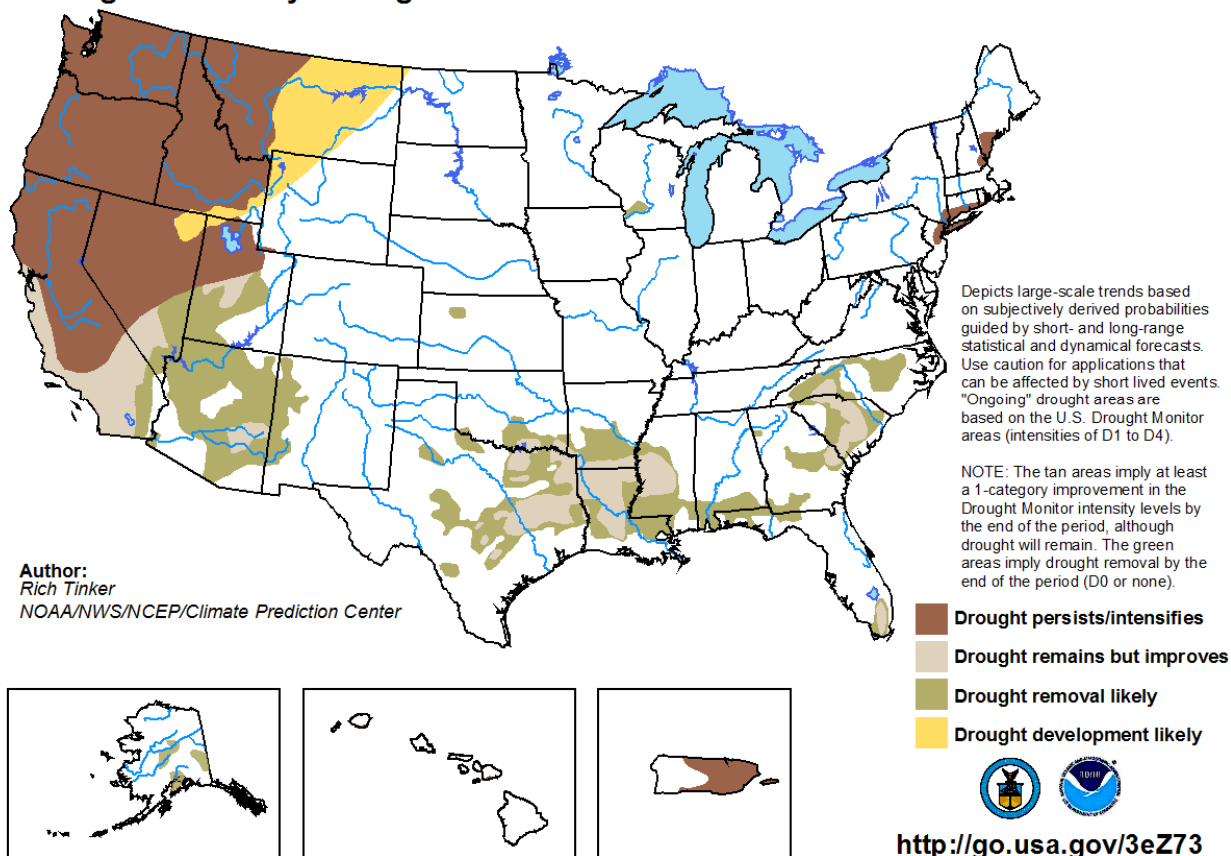 Depicts large-scale trends based
on subjectively derived probabilities
guided by short- and long-range
statistical and dynamical forecasts.
Use caution for applications that
can be affected by short lived events.
"Ongoing" drought areas are
based on the U.S. Drought Monitor
areas (intensities of D1 to D4).
NOTE: The tan areas imply at least
a 1-category improvement in the
Drought Monitor intensity levels by
the end of the period, although
drought will remain. The green
areas imply drought removal by the
end of the period (D0 or none).
Author:
Rich Tinker
NOAA/NWS/NCEP/Climate Prediction Center
Drought persists/intensifies
Drought remains but improves
Drought removal likely
Drought development likely
http://go.usa.gov/3eZ73